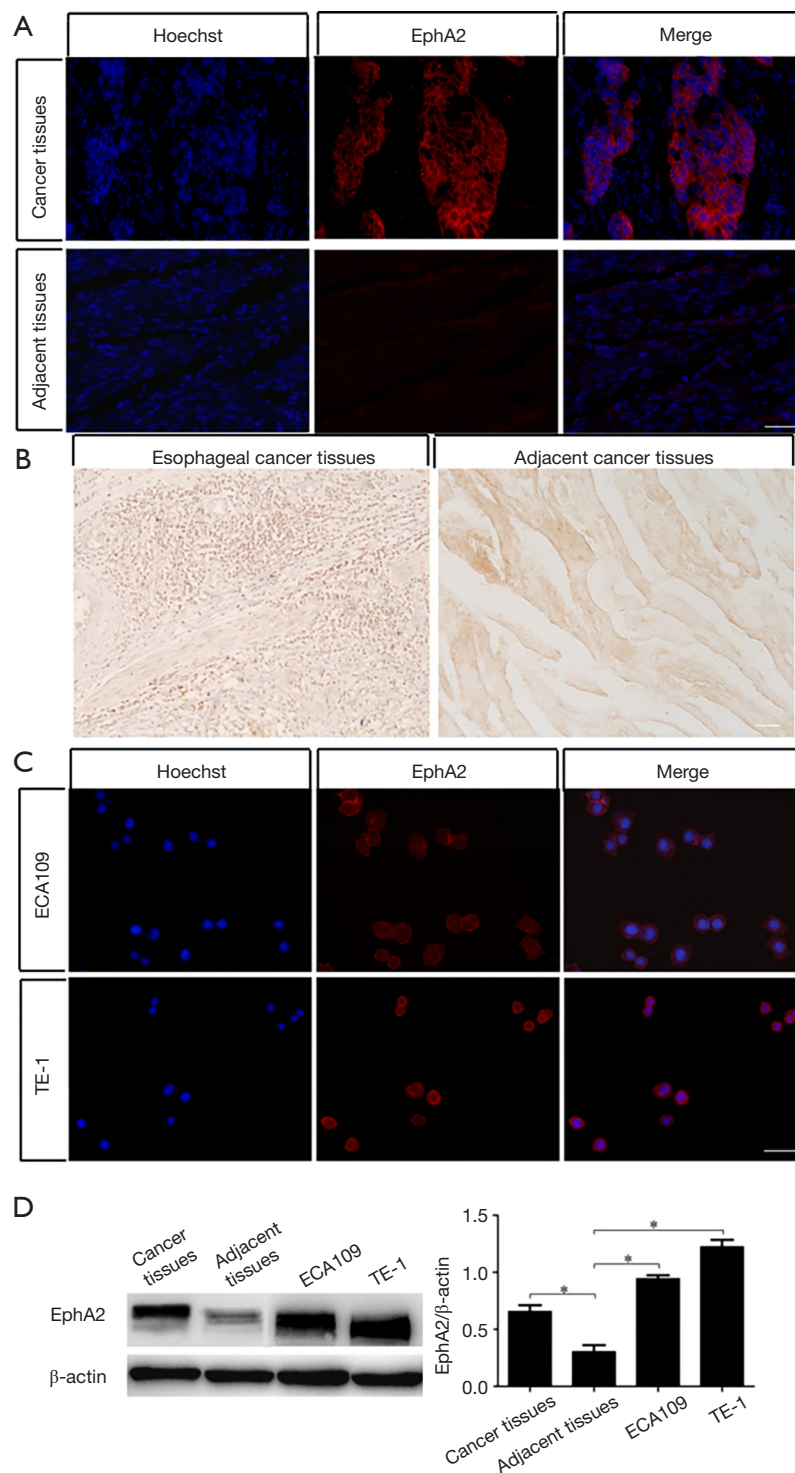 A
Hoechst
EphA2
Merge
Cancer tissues
Adjacent tissues
B
Esophageal cancer tissues
Adjacent cancer tissues
C
Hoechst
EphA2
Merge
ECA109
TE-1
D
Cancer
tissues
Adjacent
tissues
ECA109
TE-1
EphA2
β-actin
EphA2/β-actin
1.5
1.0
0.5
0.0
*
*
*
Cancer tissues
Adjacent tissues
ECA109
TE-1